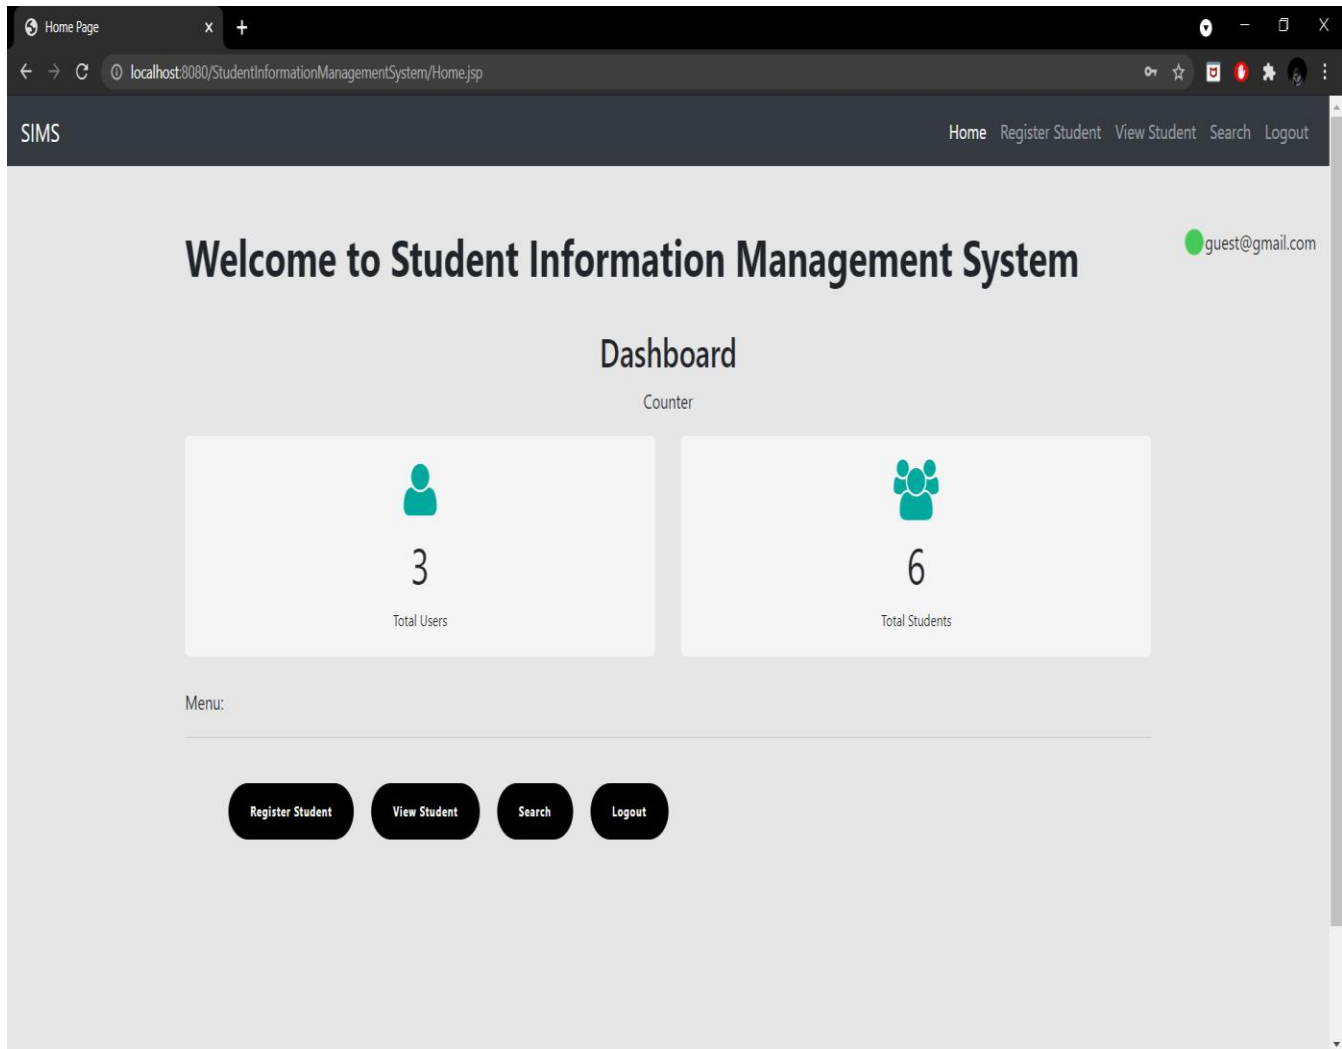 Home Page
localhost:8080/StudentInformationManagementSystem/Home.jsp
SIMS Home Register Student View Student Search Logout
guest@gmail.com
Welcome to Student Information Management System
Dashboard
Counter
3 6
Total Users Total Students
Menu:
Register Student View Student Search Logout